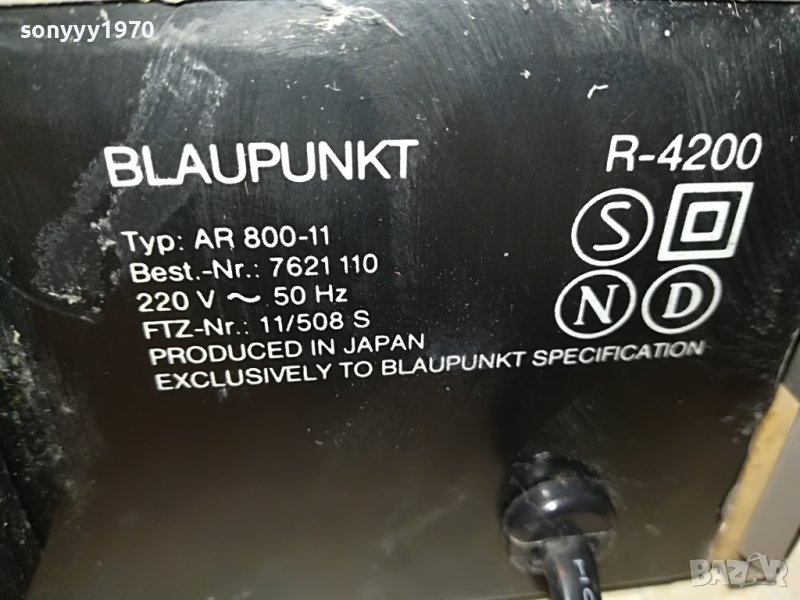 sonyyy1970
BLAUPUNKT
R-4200
Typ: AR 800-11
Best.-Nr.: 7621 110
220 V ~ 50 Hz
FTZ-Nr.: 11/508 S
PRODUCED IN JAPAN
EXCLUSIVELY TO BLAUPUNKT SPECIFICATION
S
N D
BAZAR